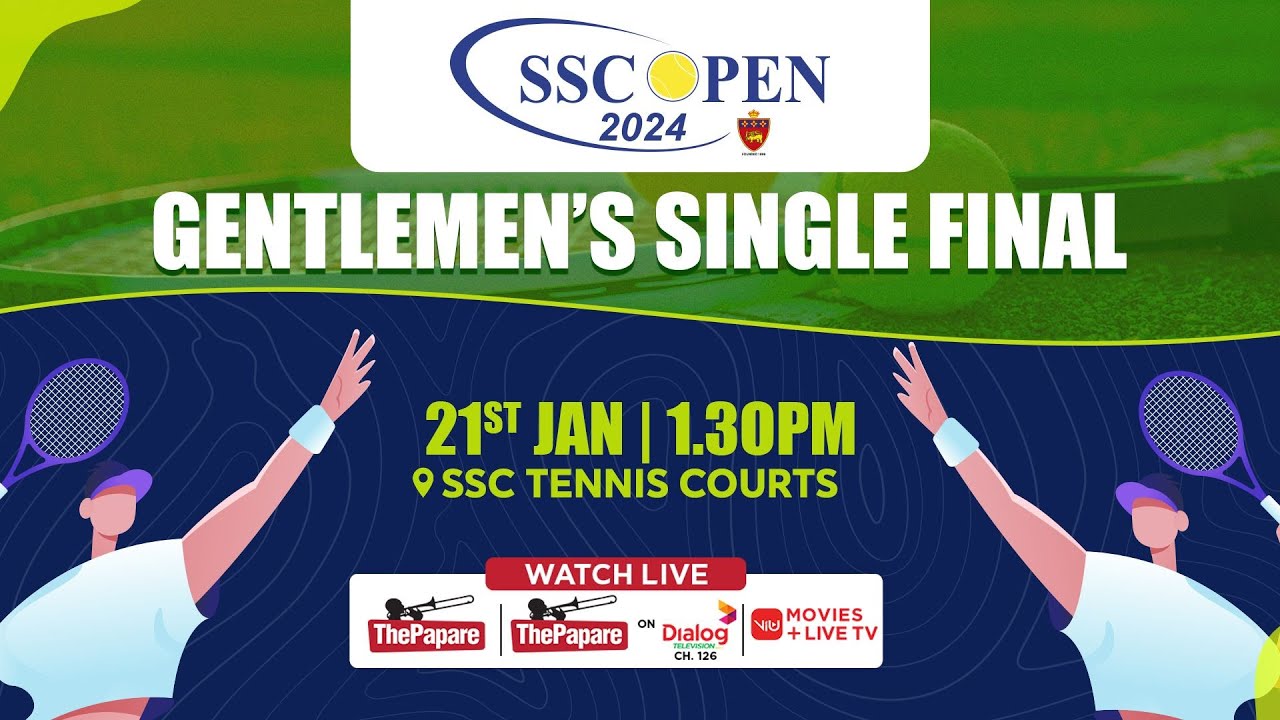 SSC OPEN
2024
GENTLEMEN'S SINGLE FINAL
21ST JAN | 1.30PM
SSC TENNIS COURTS
WATCH LIVE
ThePapare
ThePapare
ON
Dialog
TELEVISION
CH. 126
ViU
MOVIES
+ LIVE TV